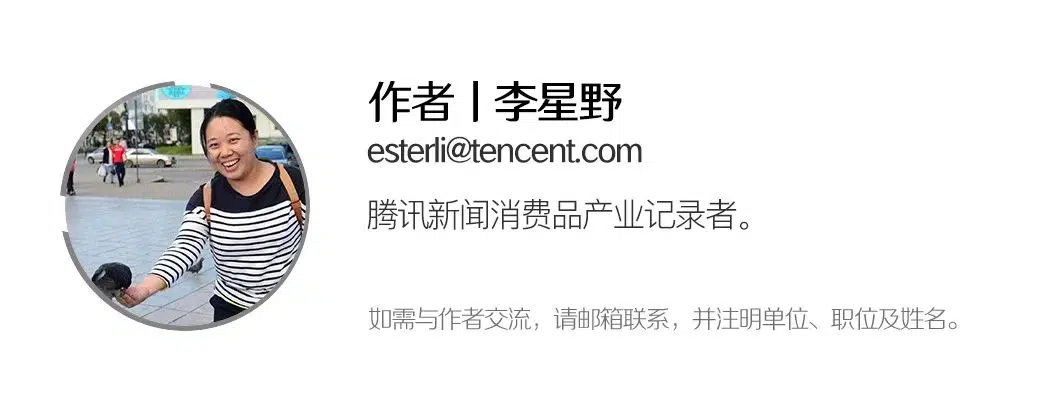 作者 | 李星野
esterli@tencent.com
腾讯新闻消费品产业记录者。
如需与作者交流，请邮箱联系，并注明单位、职位及姓名。